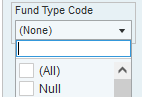 Fund Type Code
(None)
(All)
Null